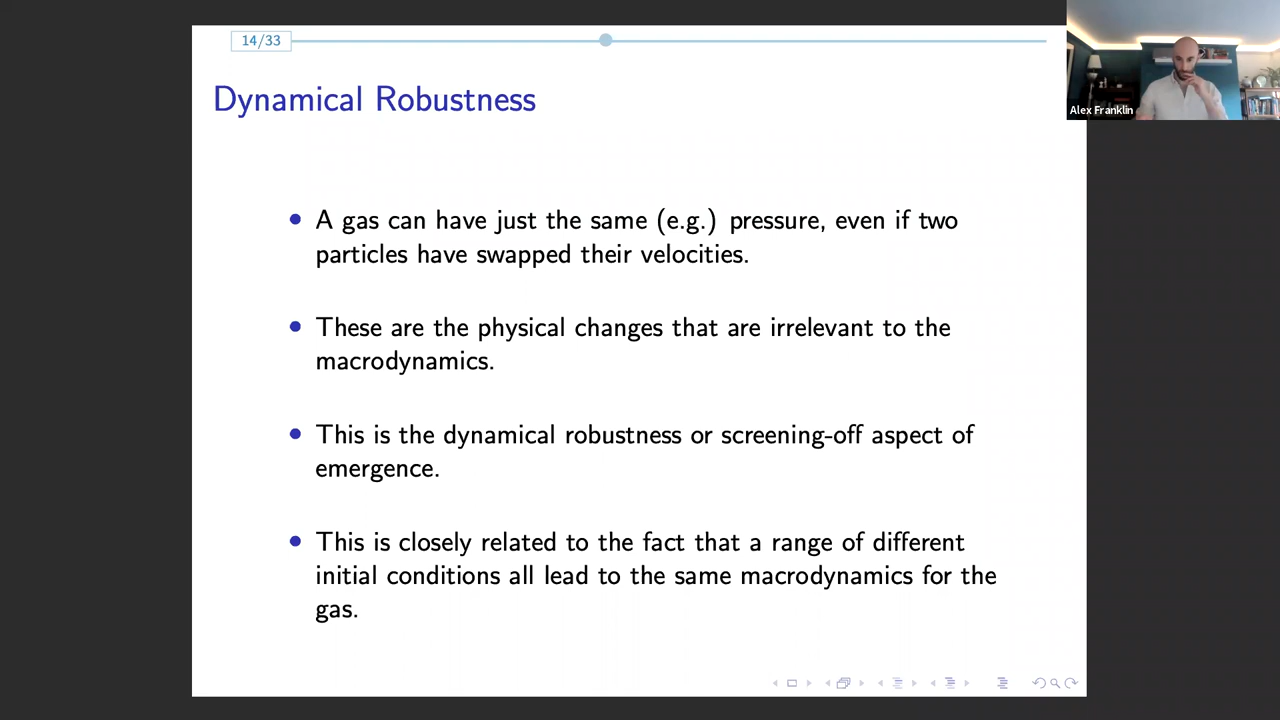 14/33
Alex Franklin
Dynamical Robustness
• A gas can have just the same (e.g.) pressure, even if two
particles have swapped their velocities.
• These are the physical changes that are irrelevant to the
macrodynamics.
• This is the dynamical robustness or screening-off aspect of
emergence.
• This is closely related to the fact that a range of different
initial conditions all lead to the same macrodynamics for the
gas.